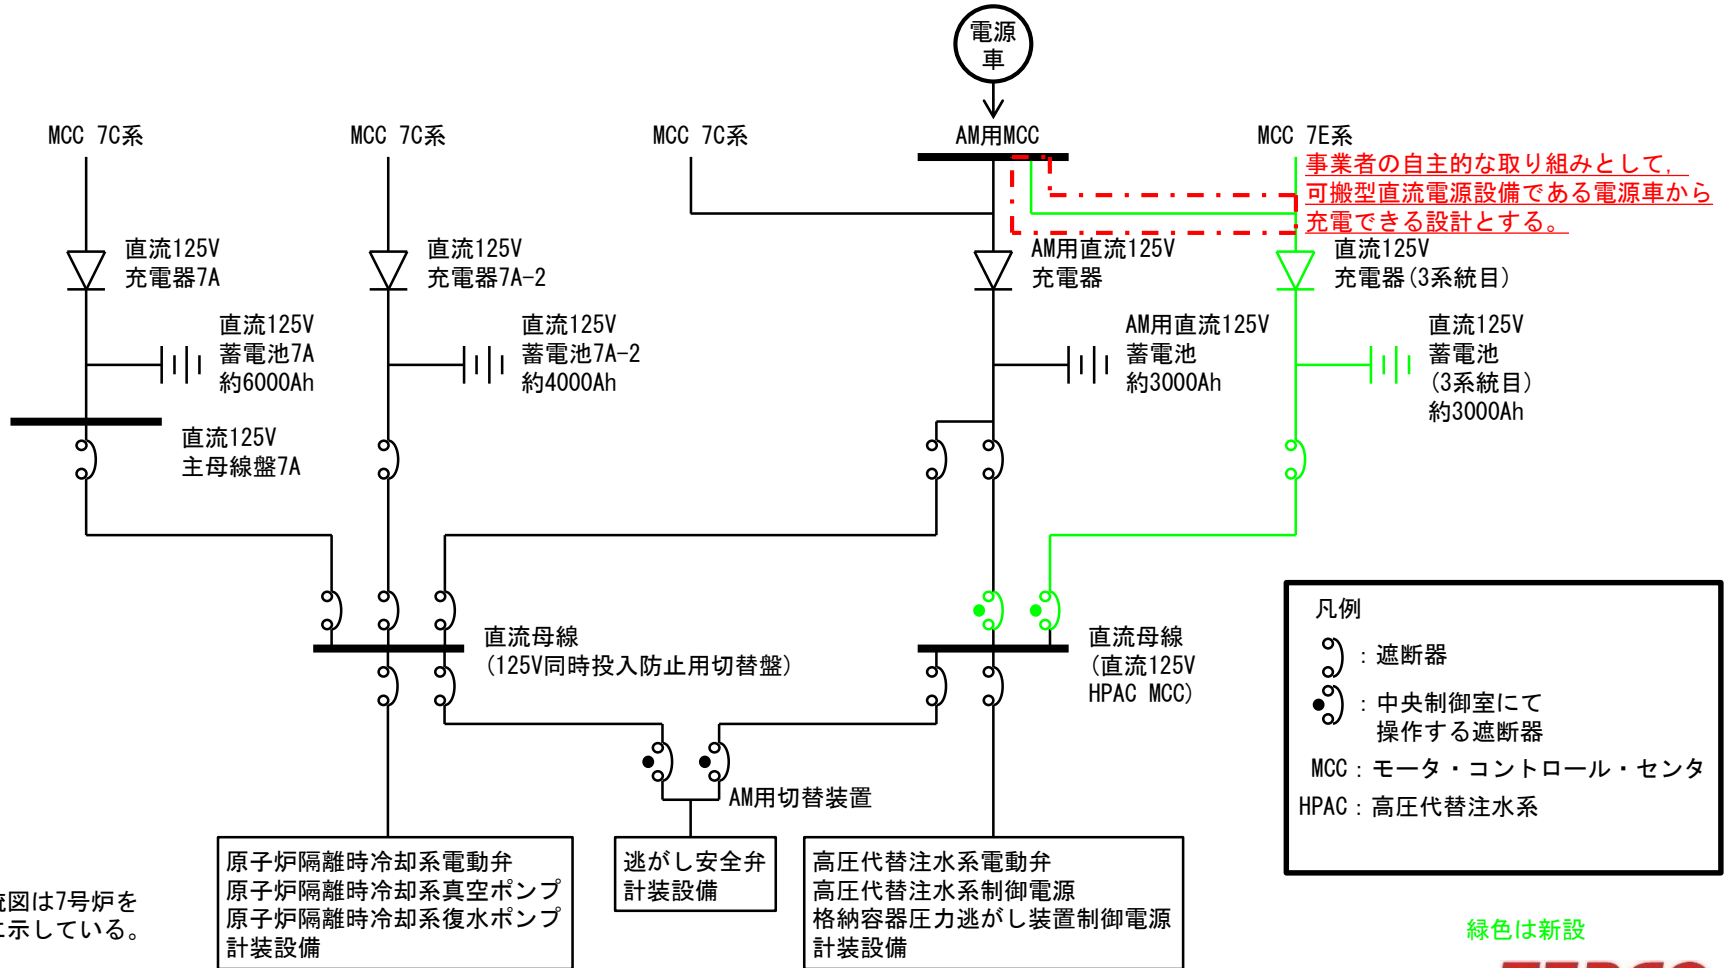 電源
車
MCC 7C系
MCC 7C系
MCC 7C系
AM用MCC
MCC 7E系
事業者の自主的な取り組みとして，
可搬型直流電源設備である電源車から
充電できる設計とする。
直流125V
充電器7A
直流125V
充電器7A-2
AM用直流125V
充電器
直流125V
充電器(3系統目)
直流125V
蓄電池7A
約6000Ah
直流125V
蓄電池7A-2
約4000Ah
AM用直流125V
蓄電池
約3000Ah
直流125V
蓄電池
(3系統目)
約3000Ah
直流125V
主母線盤7A
直流母線
(125V同時投入防止用切替盤)
直流母線
(直流125V
HPAC MCC)
AM用切替装置
凡例
：遮断器
：中央制御室にて
操作する遮断器
MCC：モータ・コントロール・センタ
HPAC：高圧代替注水系
原子炉隔離時冷却系電動弁
原子炉隔離時冷却系真空ポンプ
原子炉隔離時冷却系復水ポンプ
計装設備
逃がし安全弁
計装設備
高圧代替注水系電動弁
高圧代替注水系制御電源
格納容器圧力逃がし装置制御電源
計装設備
図は7号炉を
示している。
緑色は新設